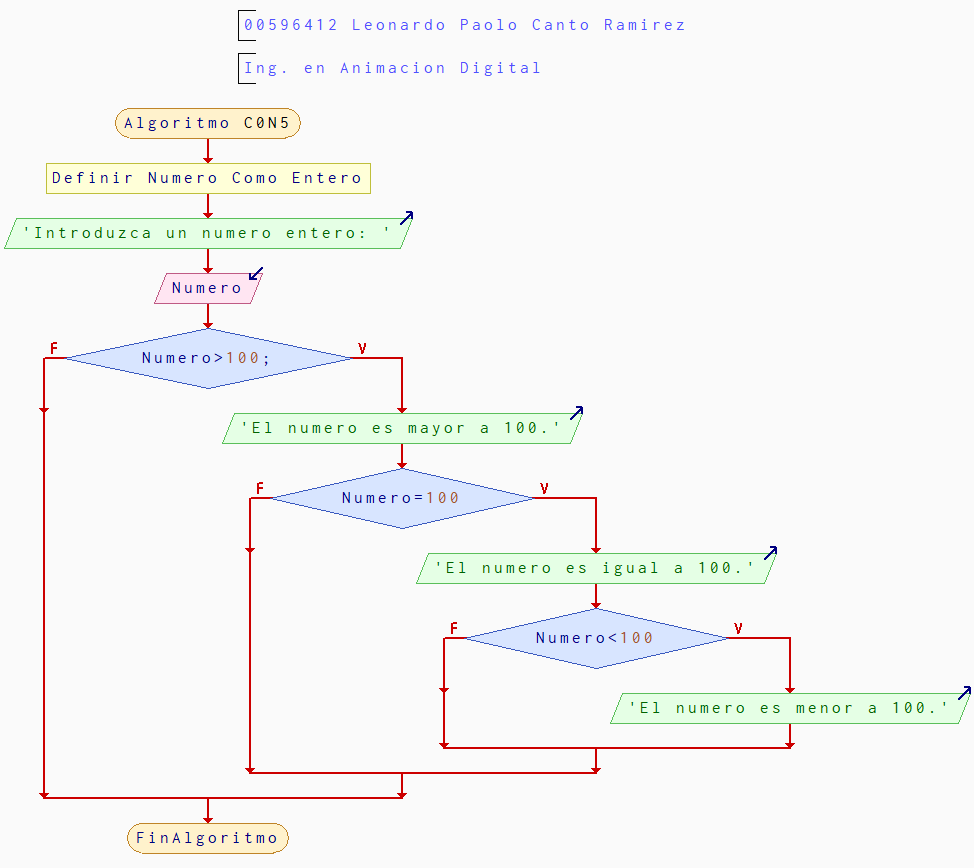 00596412 Leonardo Paolo Canto Ramirez
Ing. en Animacion Digital
Algoritmo C0N5
Definir Numero Como Entero
'Introduzca un numero entero: '
Numero
F
Numero>100;
V
'El numero es mayor a 100.'
F
Numero=100
V
'El numero es igual a 100.'
F
Numero<100
V
'El numero es menor a 100.'
FinAlgoritmo